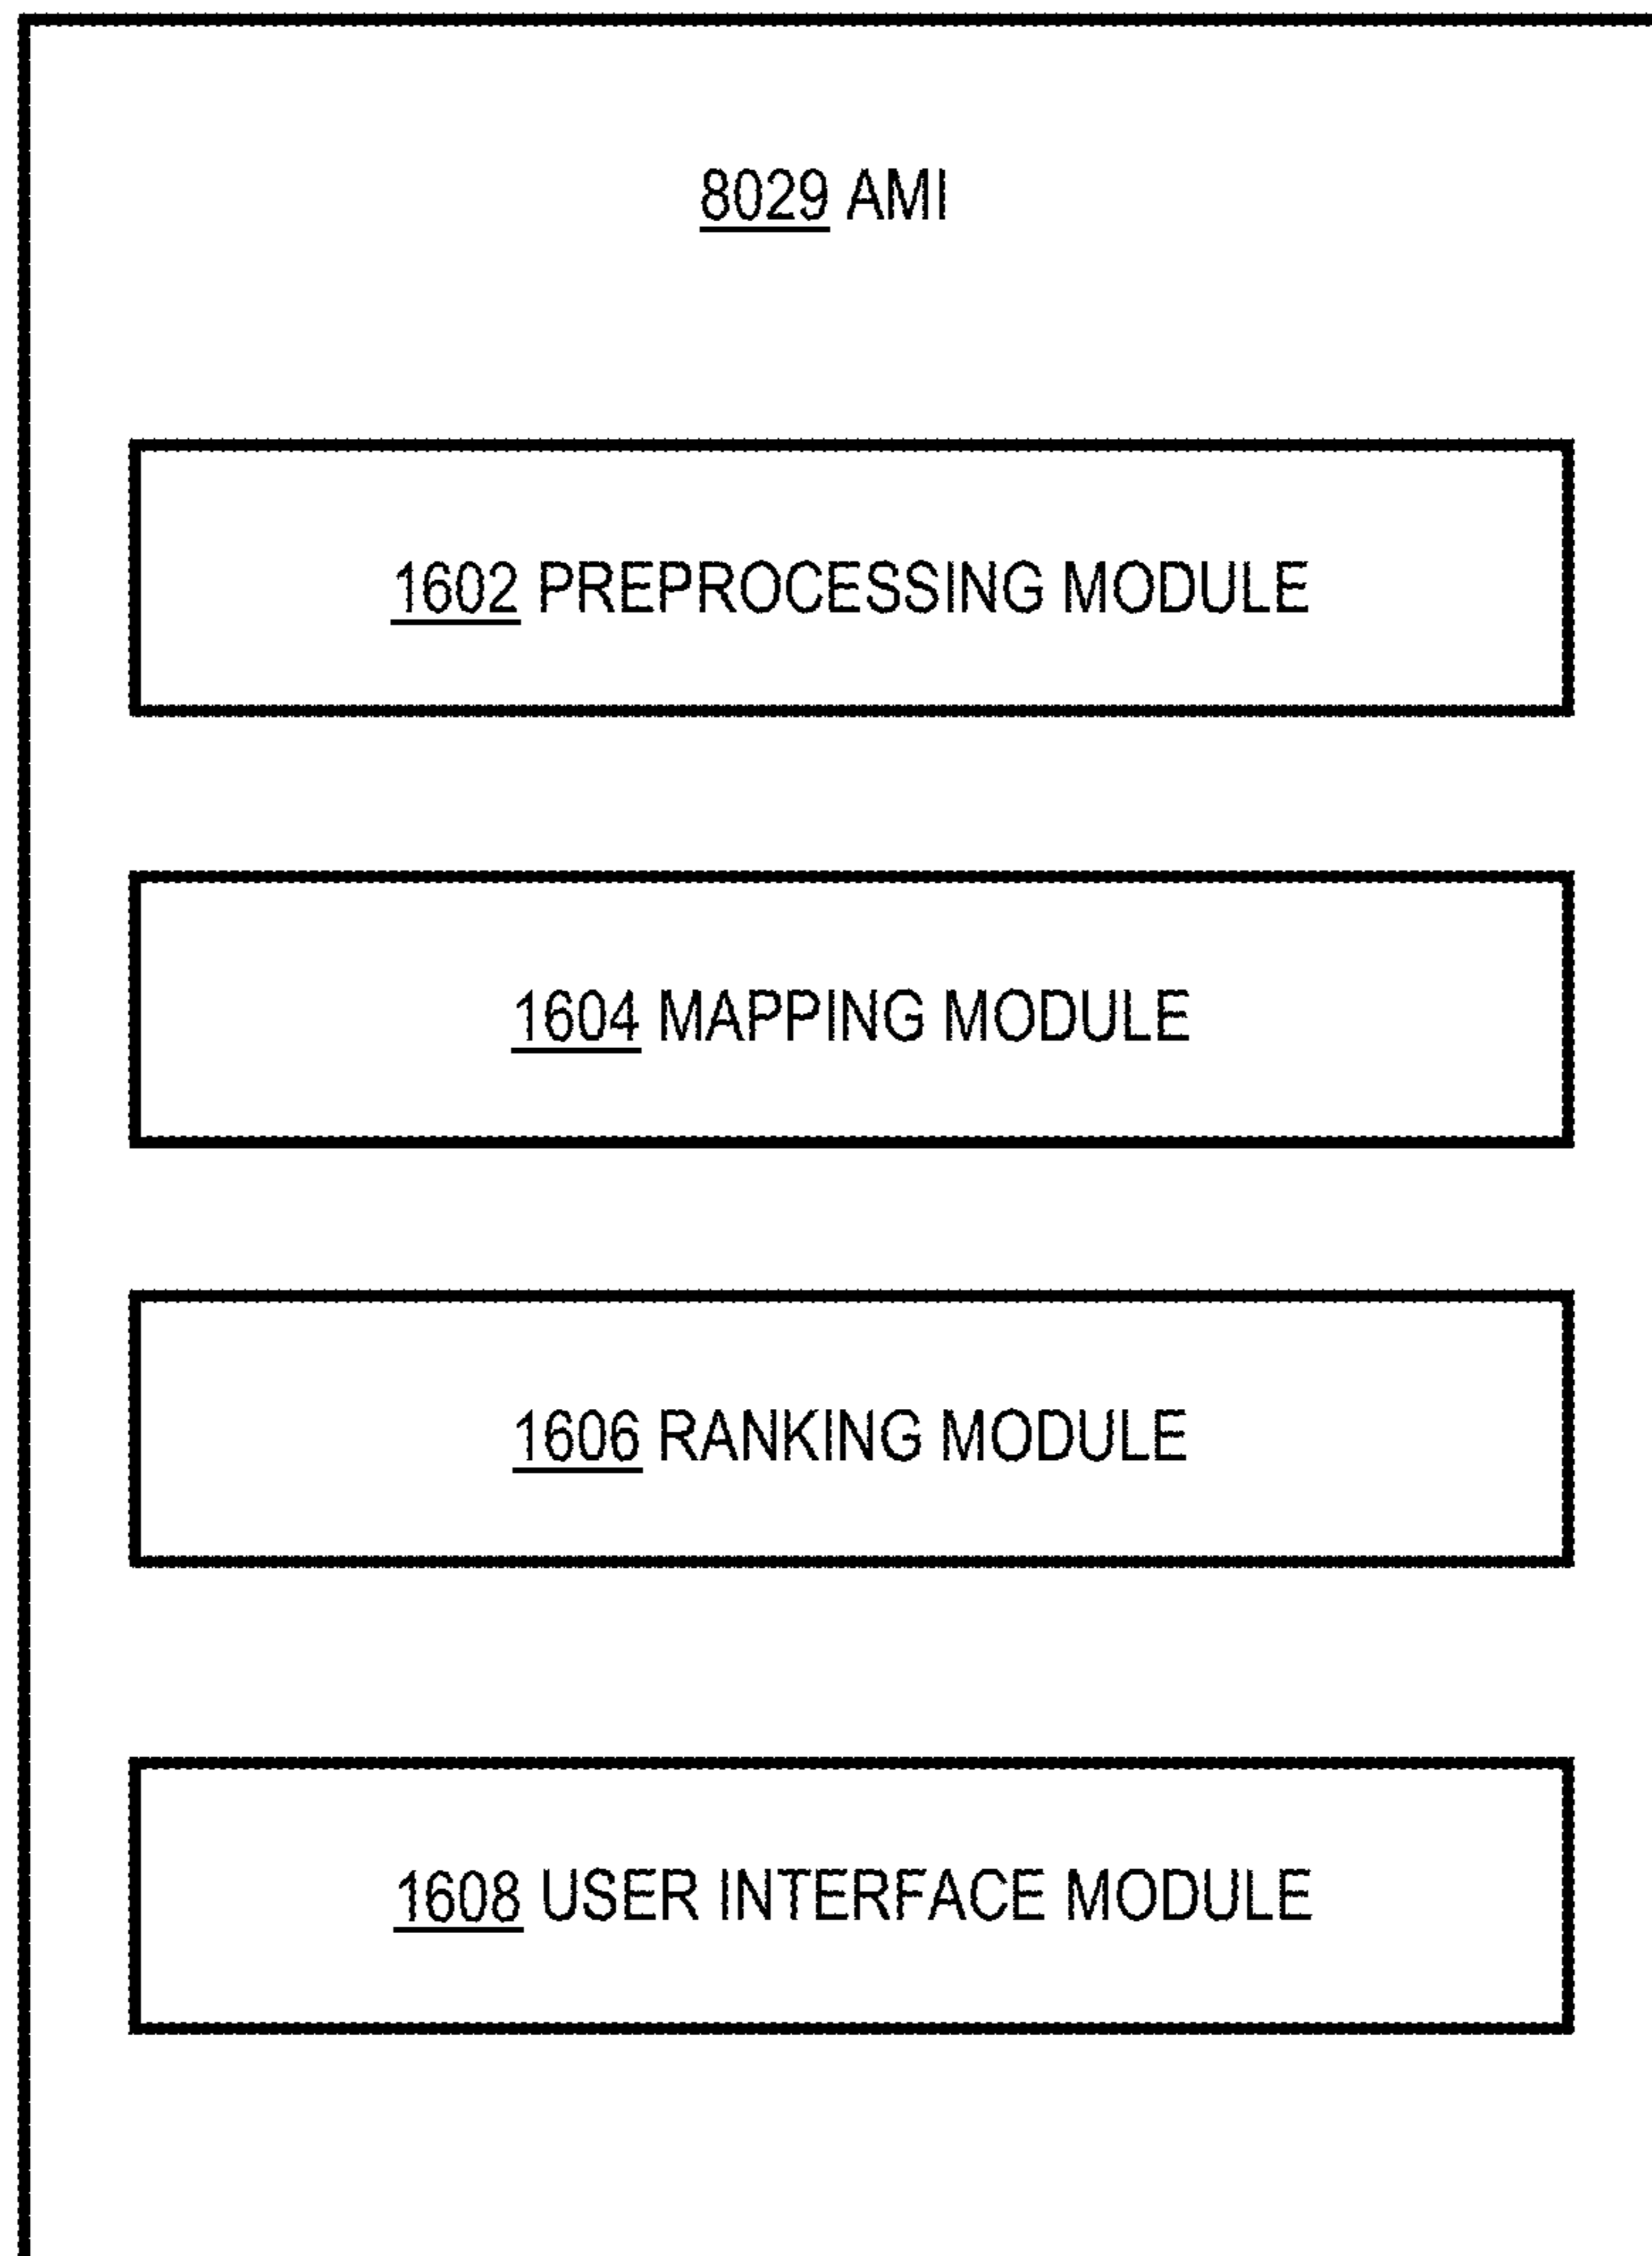 8029 AMI
1602 PREPROCESSING MODULE
1604 MAPPING MODULE
1606 RANKING MODULE
1608 USER INTERFACE MODULE